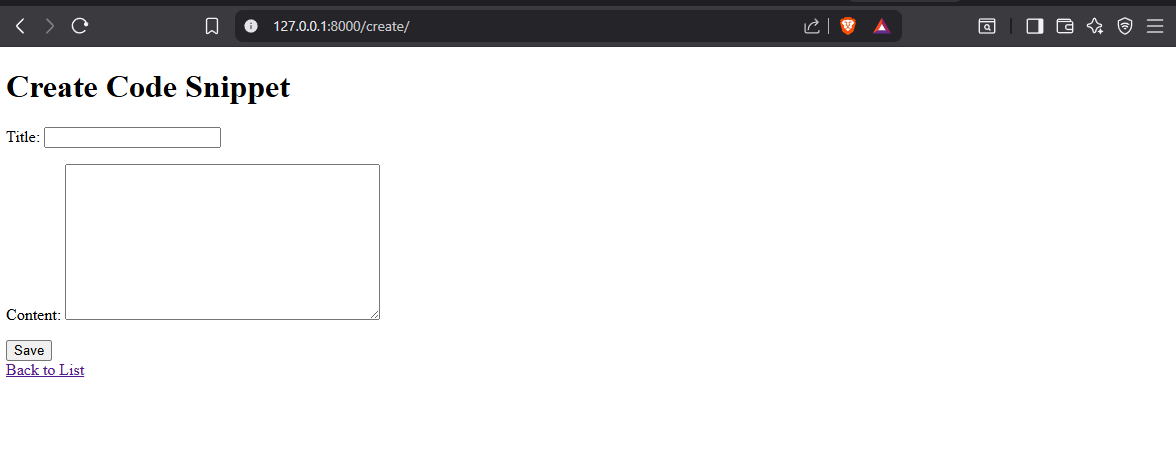 127.0.0.1:8000/create/
Create Code Snippet
Title:
Content:
Save
Back to List